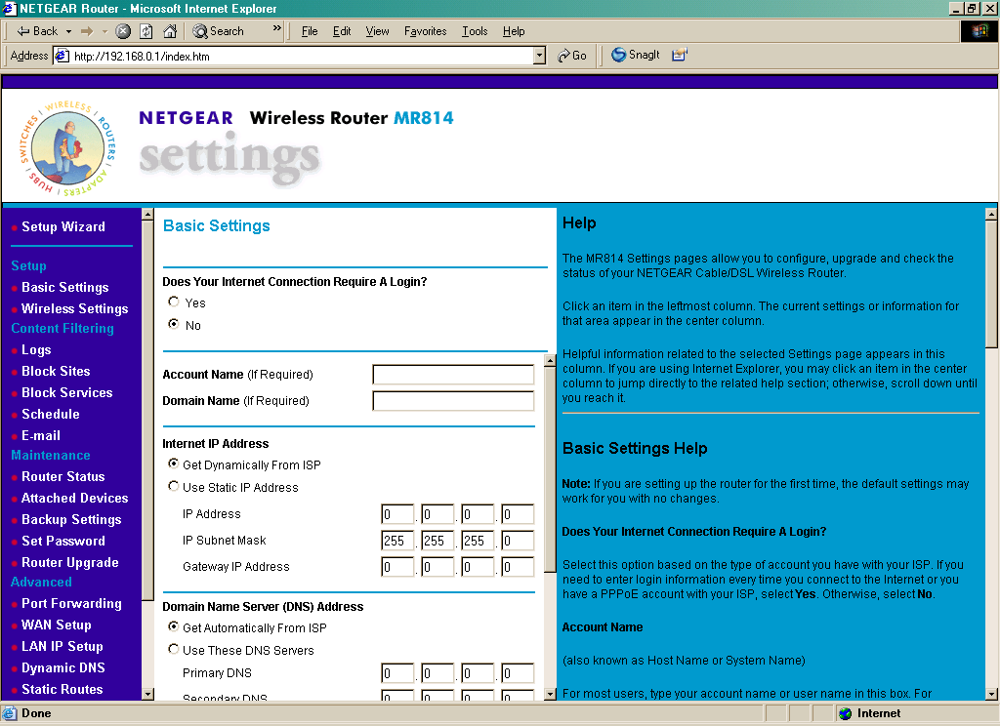 NETGEAR Router - Microsoft Internet Explorer
Back Search » File Edit View Favorites Tools Help
Address http://192.168.0.1/index.htm Go SnagIt
SWITCHES | WIRELESS | ROUTERS | ADAPTERS | HUBS
NETGEAR Wireless Router MR814
settings
Setup Wizard
Setup
Basic Settings
Wireless Settings
Content Filtering
Logs
Block Sites
Block Services
Schedule
E-mail
Maintenance
Router Status
Attached Devices
Backup Settings
Set Password
Router Upgrade
Advanced
Port Forwarding
WAN Setup
LAN IP Setup
Dynamic DNS
Static Routes
Basic Settings
Does Your Internet Connection Require A Login?
Yes
No
Account Name (If Required)
Domain Name (If Required)
Internet IP Address
Get Dynamically From ISP
Use Static IP Address
IP Address 0 . 0 . 0 . 0
IP Subnet Mask 255 . 255 . 255 . 0
Gateway IP Address 0 . 0 . 0 . 0
Domain Name Server (DNS) Address
Get Automatically From ISP
Use These DNS Servers
Primary DNS 0 . 0 . 0 . 0
Secondary DNS 0 . 0 . 0 . 0
Help
The MR814 Settings pages allow you to configure, upgrade and check the
status of your NETGEAR Cable/DSL Wireless Router.
Click an item in the leftmost column. The current settings or information for
that area appear in the center column.
Helpful information related to the selected Settings page appears in this
column. If you are using Internet Explorer, you may click an item in the center
column to jump directly to the related help section; otherwise, scroll down until
you reach it.
Basic Settings Help
Note: If you are setting up the router for the first time, the default settings may
work for you with no changes.
Does Your Internet Connection Require A Login?
Select this option based on the type of account you have with your ISP. If you
need to enter login information every time you connect to the Internet or you
have a PPPoE account with your ISP, select Yes. Otherwise, select No.
Account Name
(also known as Host Name or System Name)
For most users, type your account name or user name in this box. For
Done Internet